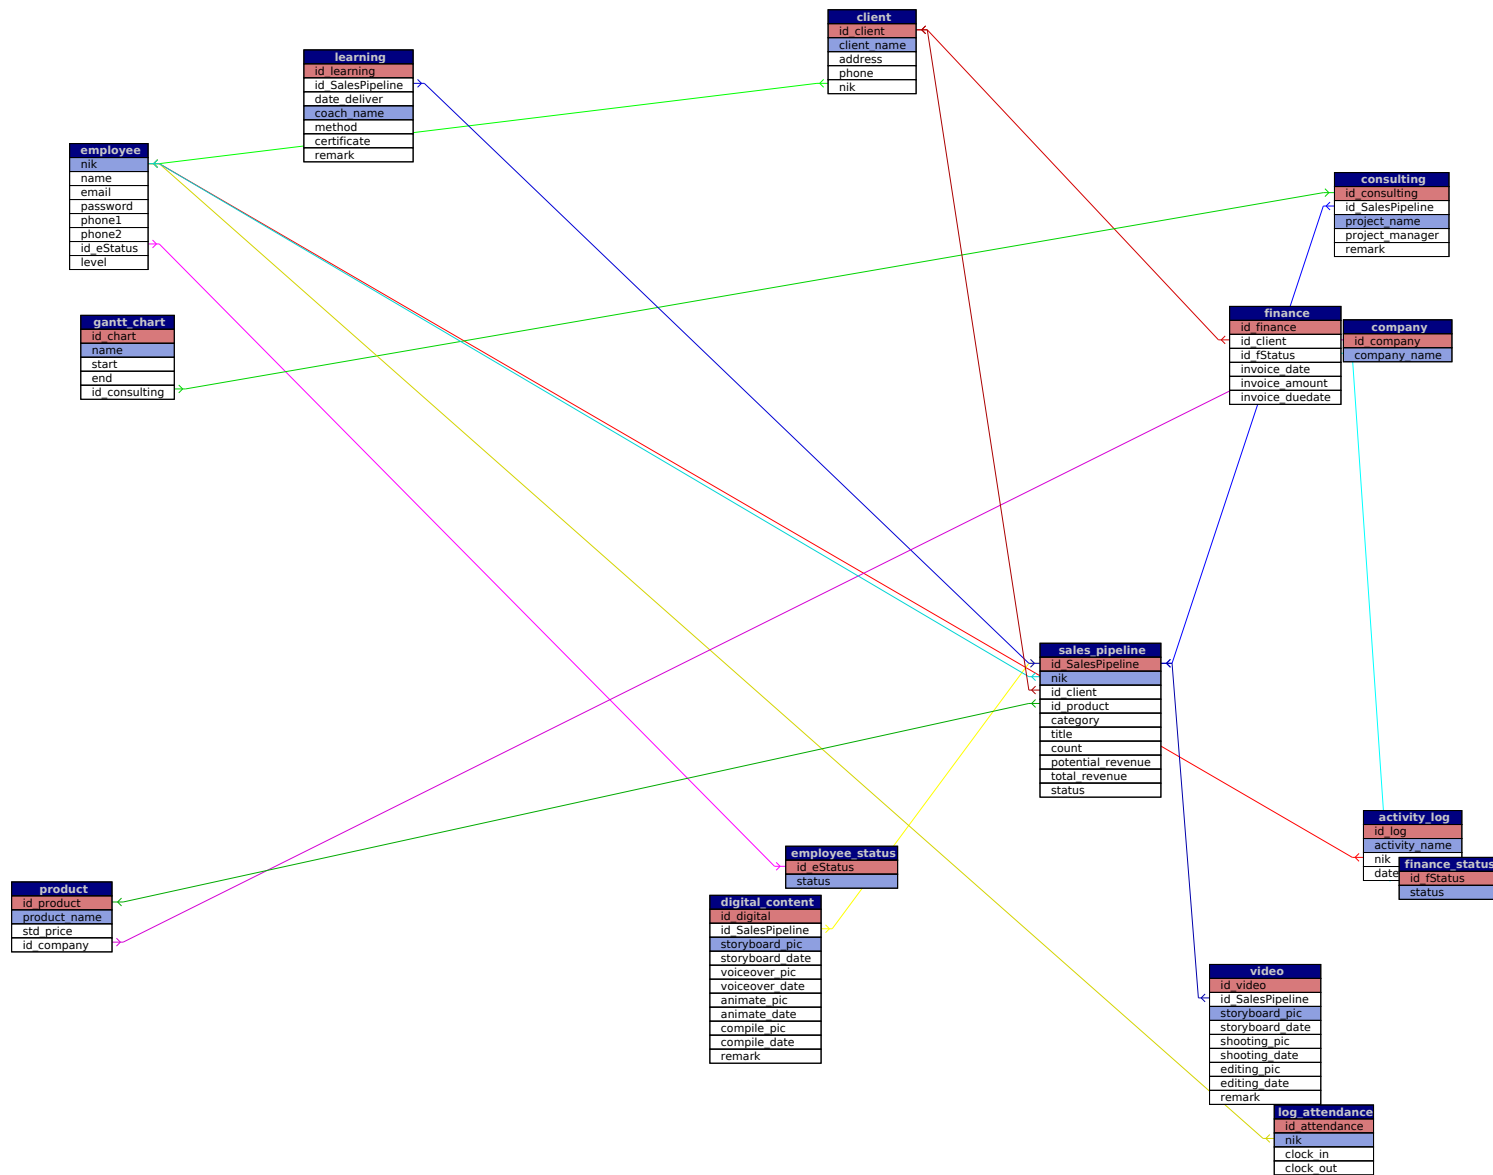 client
id_client
client_name
address
phone
nik
learning
id_learning
id_SalesPipeline
date_deliver
coach_name
method
certificate
remark
employee
nik
name
email
password
phone1
phone2
id_eStatus
level
consulting
id_consulting
id_SalesPipeline
project_name
project_manager
remark
gantt_chart
id_chart
name
start
end
id_consulting
finance
id_finance
id_client
id_fStatus
invoice_date
invoice_amount
invoice_duedate
company
id_company
company_name
sales_pipeline
id_SalesPipeline
nik
id_client
id_product
category
title
count
potential_revenue
total_revenue
status
activity_log
id_log
activity_name
nik
date
finance_status
id_fStatus
status
employee_status
id_eStatus
status
product
id_product
product_name
std_price
id_company
digital_content
id_digital
id_SalesPipeline
storyboard_pic
storyboard_date
voiceover_pic
voiceover_date
animate_pic
animate_date
compile_pic
compile_date
remark
video
id_video
id_SalesPipeline
storyboard_pic
storyboard_date
shooting_pic
shooting_date
editing_pic
editing_date
remark
log_attendance
id_attendance
nik
clock_in
clock_out